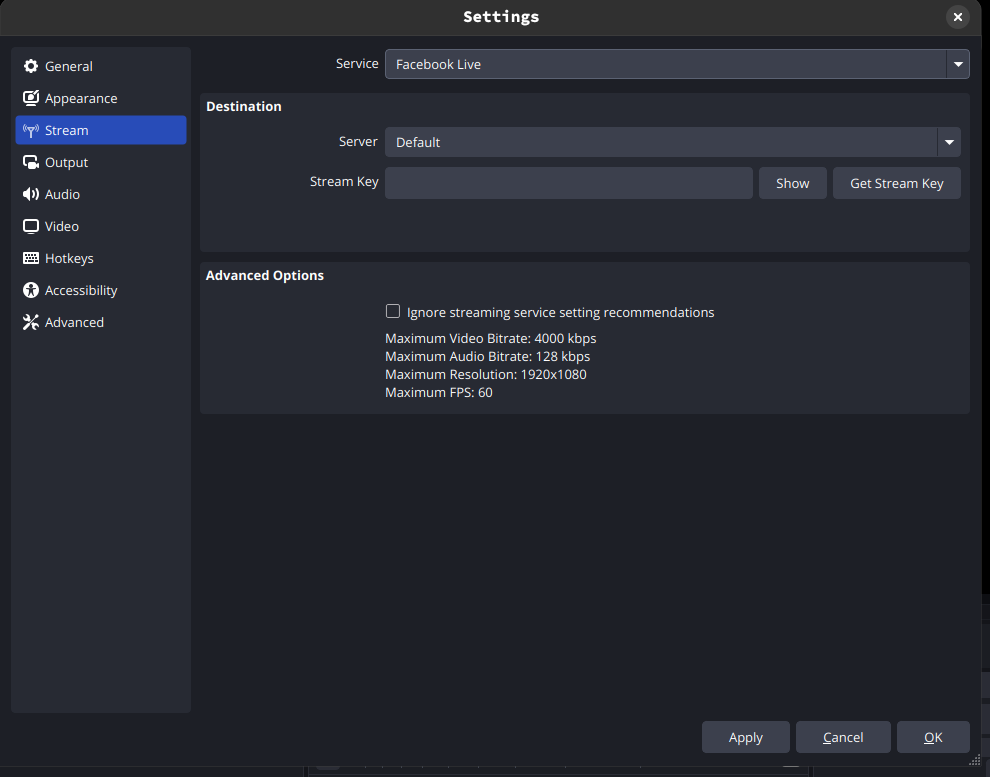 Settings
General
Appearance
Stream
Output
Audio
Video
Hotkeys
Accessibility
Advanced
Service Facebook Live
Destination
Server Default
Stream Key Show Get Stream Key
Advanced Options
Ignore streaming service setting recommendations
Maximum Video Bitrate: 4000 kbps
Maximum Audio Bitrate: 128 kbps
Maximum Resolution: 1920x1080
Maximum FPS: 60
Apply Cancel OK